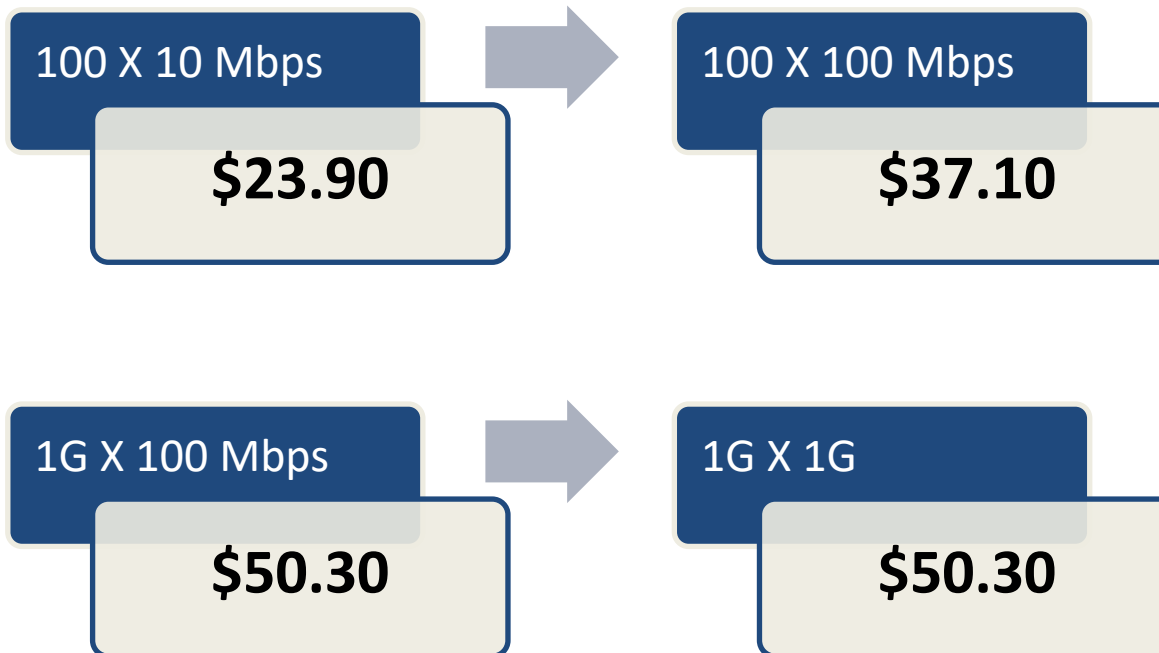 100 X 10 Mbps
$23.90
100 X 100 Mbps
$37.10
1G X 100 Mbps
$50.30
1G X 1G
$50.30